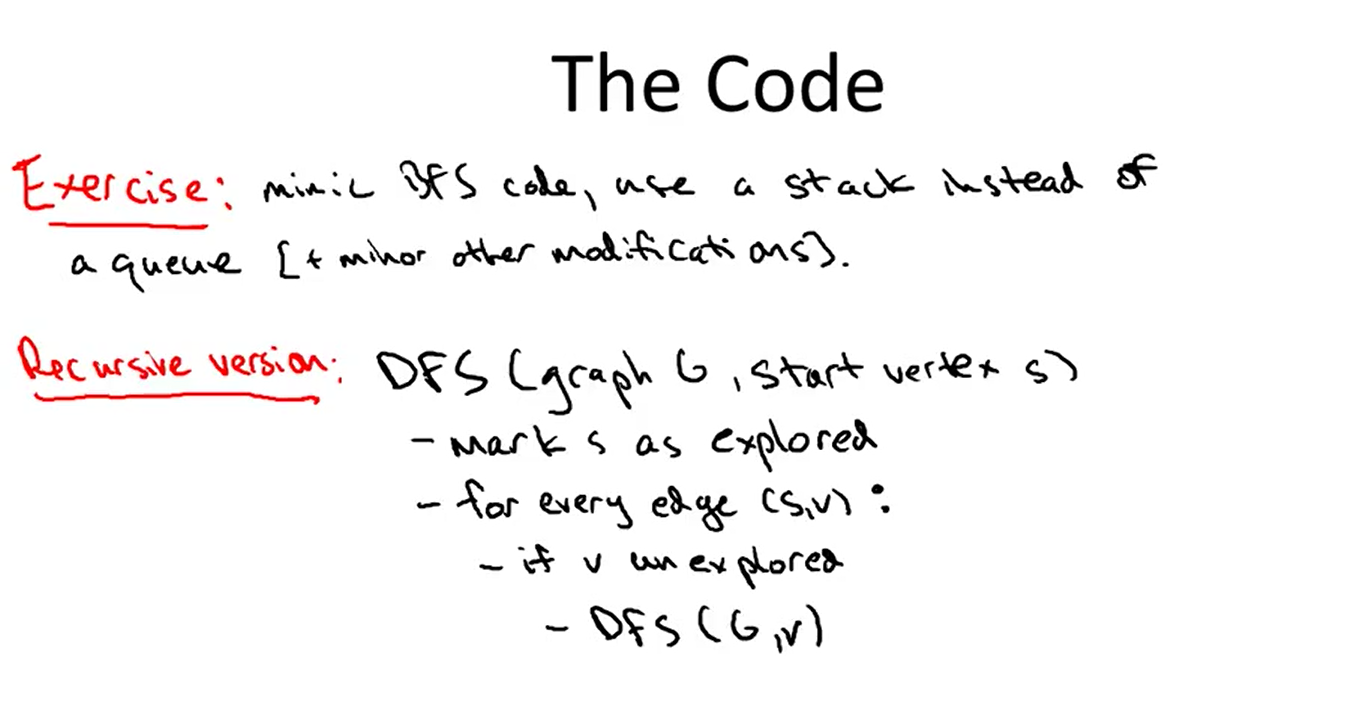 The Code
Exercise: mimic BFS code, use a stack instead of
a queue [+ minor other modifications].
Recursive version: DFS (graph G, start vertex s)
- mark s as explored
- for every edge (s,v) :
- if v unexplored
- DFS (G,v)